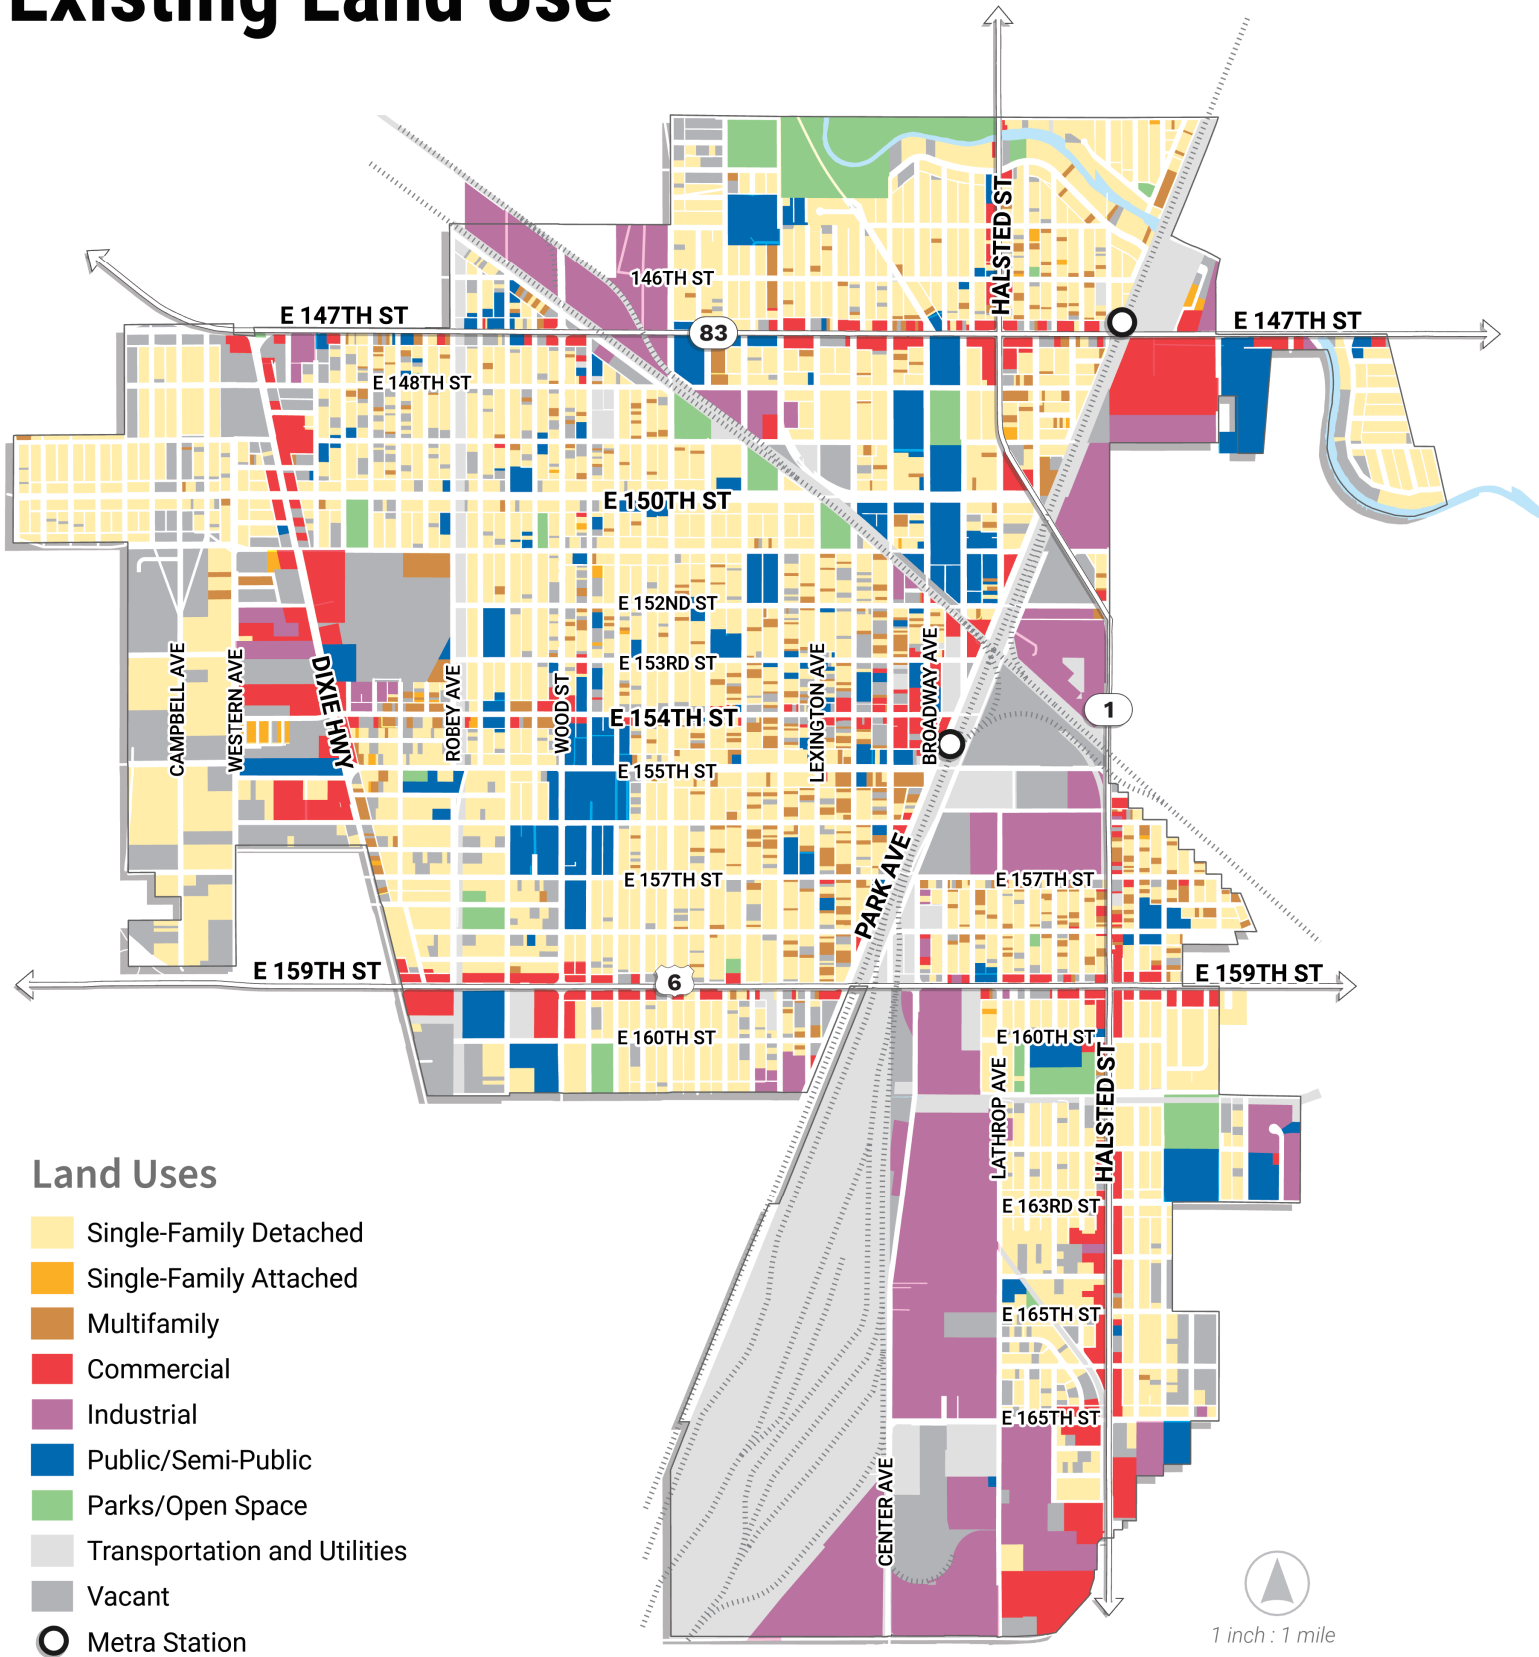 Existing Land Use
HALSTED ST
146TH ST
E 147TH ST
83
E 147TH ST
E 148TH ST
E 150TH ST
E 152ND ST
E 153RD ST
CAMPBELL AVE
WESTERN AVE
DIXIE HWY
ROBEY AVE
WOOD ST
LEXINGTON AVE
BROADWAY AVE
E 154TH ST
1
E 155TH ST
PARK AVE
E 157TH ST
E 157TH ST
E 159TH ST
6
E 159TH ST
E 160TH ST
E 160TH ST
LATHROP AVE
HALSTED ST
E 163RD ST
E 165TH ST
E 165TH ST
CENTER AVE
Land Uses
Single-Family Detached
Single-Family Attached
Multifamily
Commercial
Industrial
Public/Semi-Public
Parks/Open Space
Transportation and Utilities
Vacant
Metra Station
1 inch : 1 mile